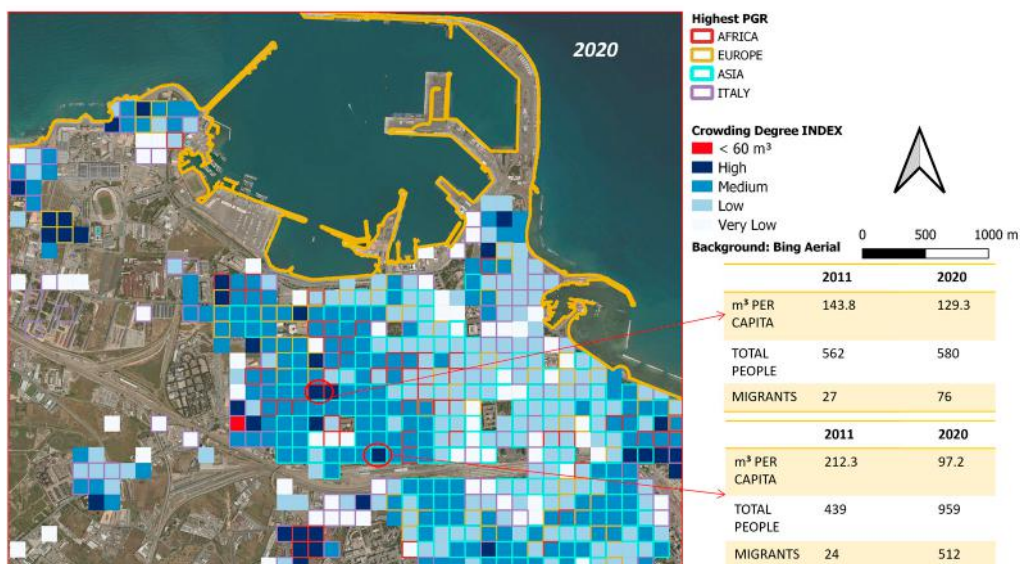 2020
Highest PGR
AFRICA
EUROPE
ASIA
ITALY
Crowding Degree INDEX
< 60 m³
High
Medium
Low
Very Low
Background: Bing Aerial
0 500 1000 m
2011 2020
m³ PER CAPITA 143.8 129.3
TOTAL PEOPLE 562 580
MIGRANTS 27 76
2011 2020
m³ PER CAPITA 212.3 97.2
TOTAL PEOPLE 439 959
MIGRANTS 24 512